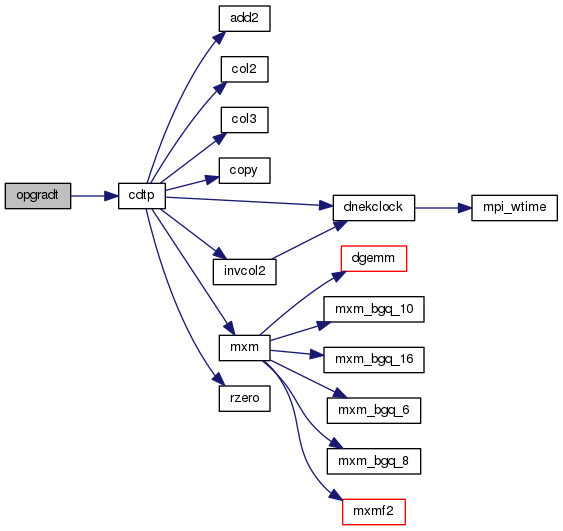 add2
col2
col3
copy
opgradt
cdtp
dnekclock
mpi_wtime
invcol2
dgemm
mxm_bgq_10
mxm
mxm_bgq_16
rzero
mxm_bgq_6
mxm_bgq_8
mxmf2